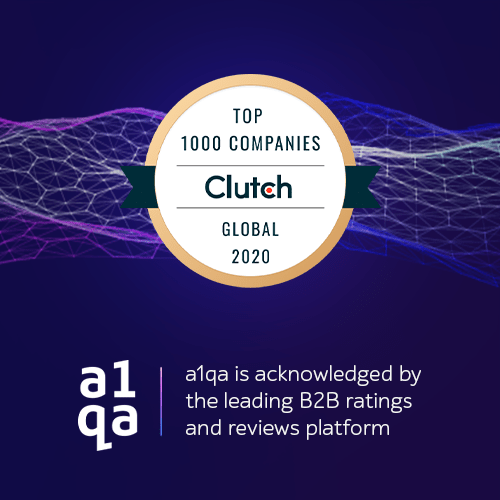 TOP
1000 COMPANIES
Clutch
GLOBAL
2020
a1
qa
a1qa is acknowledged by
the leading B2B ratings
and reviews platform